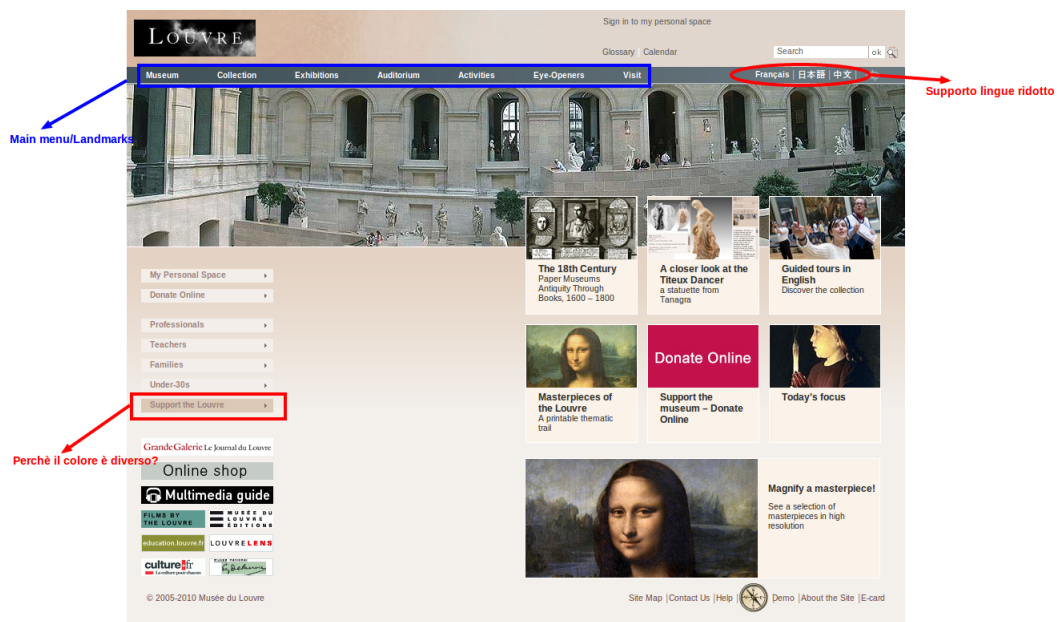 Sign in to my personal space
LOUVRE
Glossary | Calendar
Search
ok
Museum
Collection
Exhibitions
Auditorium
Activities
Eye-Openers
Visit
Français | 日本語 | 中文 |
Supporto lingue ridotto
Main menu/Landmarks
The 18th Century
Paper Museums
Antiquity Through
Books, 1600 – 1800
A closer look at the
Titeux Dancer
a statuette from
Tanagra
Guided tours in
English
Discover the collection
My Personal Space
Donate Online
Professionals
Teachers
Families
Under-30s
Support the Louvre
Perchè il colore è diverso?
Donate Online
Masterpieces of
the Louvre
A printable thematic
trail
Support the
museum – Donate
Online
Today's focus
GrandeGalerie Le Journal du Louvre
Online shop
Multimedia guide
FILMS BY
THE LOUVRE
MUSÉE DU
LOUVRE
ÉDITIONS
education.louvre.fr
LOUVRELENS
culture.fr
La culture pour chacun
Magnify a masterpiece!
See a selection of
masterpieces in high
resolution
© 2005-2010 Musée du Louvre
Site Map |Contact Us |Help |
Demo |About the Site |E-card